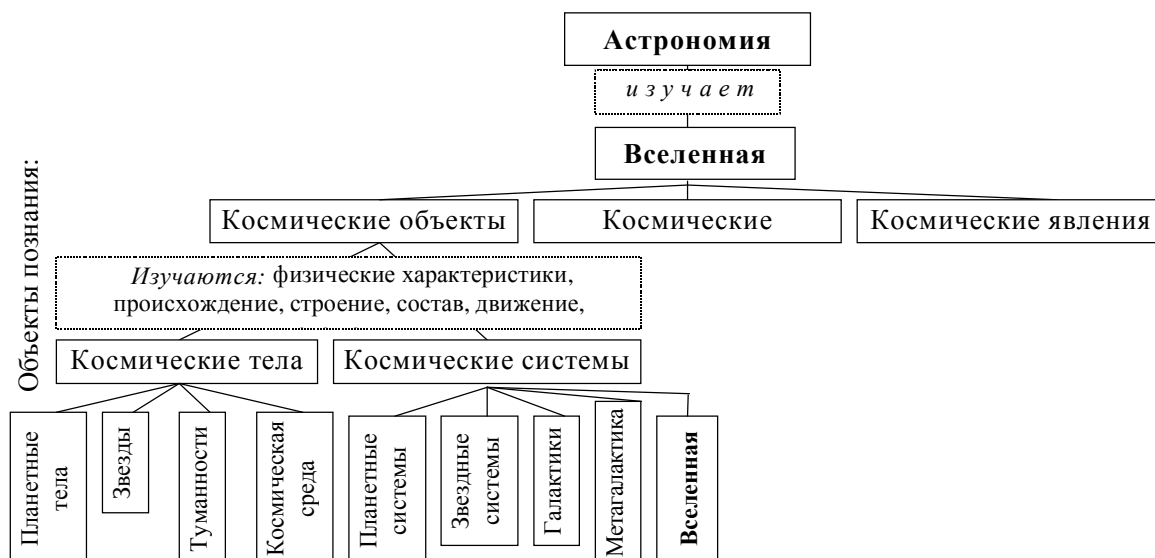 Астрономия
изучает
Вселенная
Объекты познания:
Космические объекты
Космические
Космические явления
Изучаются: физические характеристики,
происхождение, строение, состав, движение,
Космические тела
Космические системы
Планетные
тела
Звезды
Туманности
Космическая
среда
Планетные
системы
Звездные
системы
Галактики
Метагалактика
Вселенная